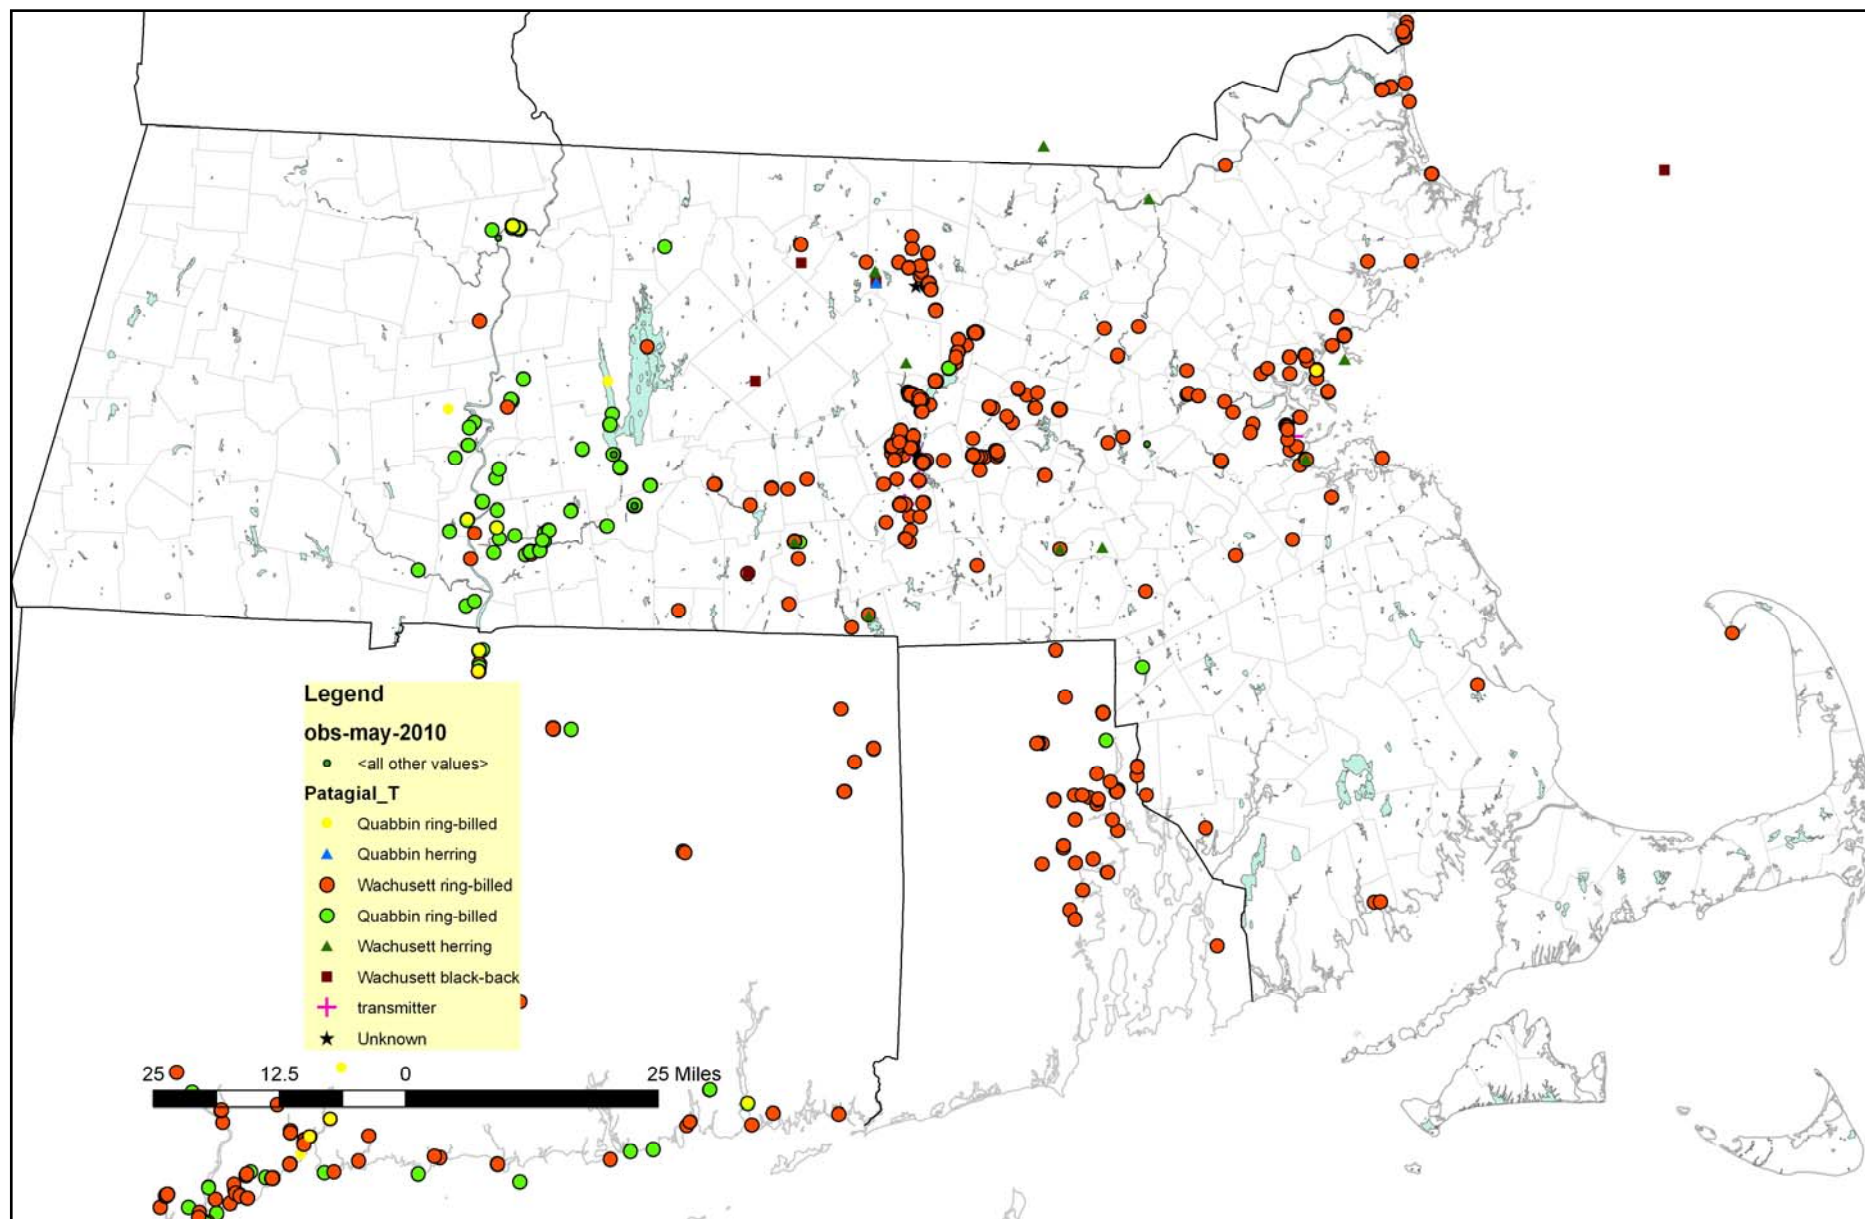 Legend
obs-may-2010
<all other values>
Patagial_T
Quabbin ring-billed
Quabbin herring
Wachusett ring-billed
Quabbin ring-billed
Wachusett herring
Wachusett black-back
transmitter
Unknown
25 12.5 0 25 Miles